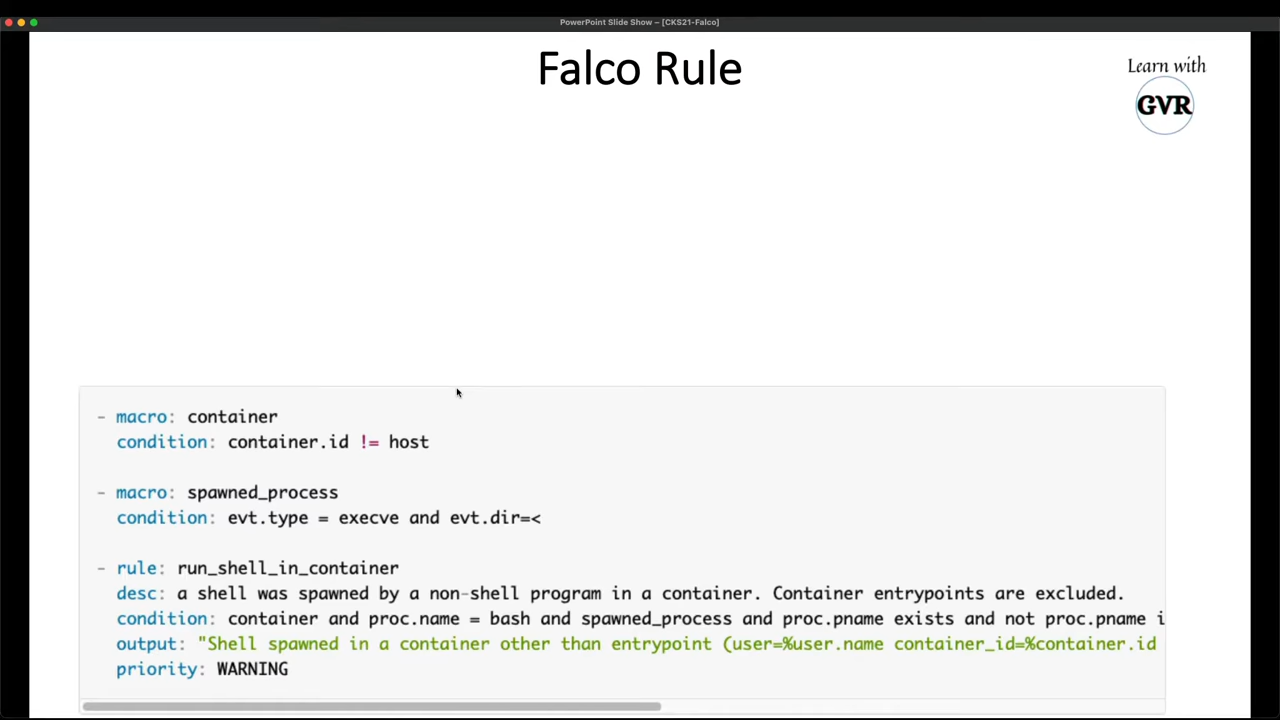 PowerPoint Slide Show – [CKS21-Falco]
Falco Rule
Learn with
GVR
- macro: container
condition: container.id != host
- macro: spawned_process
condition: evt.type = execve and evt.dir=<
- rule: run_shell_in_container
desc: a shell was spawned by a non-shell program in a container. Container entrypoints are excluded.
condition: container and proc.name = bash and spawned_process and proc.pname exists and not proc.pname i
output: "Shell spawned in a container other than entrypoint (user=%user.name container_id=%container.id
priority: WARNING